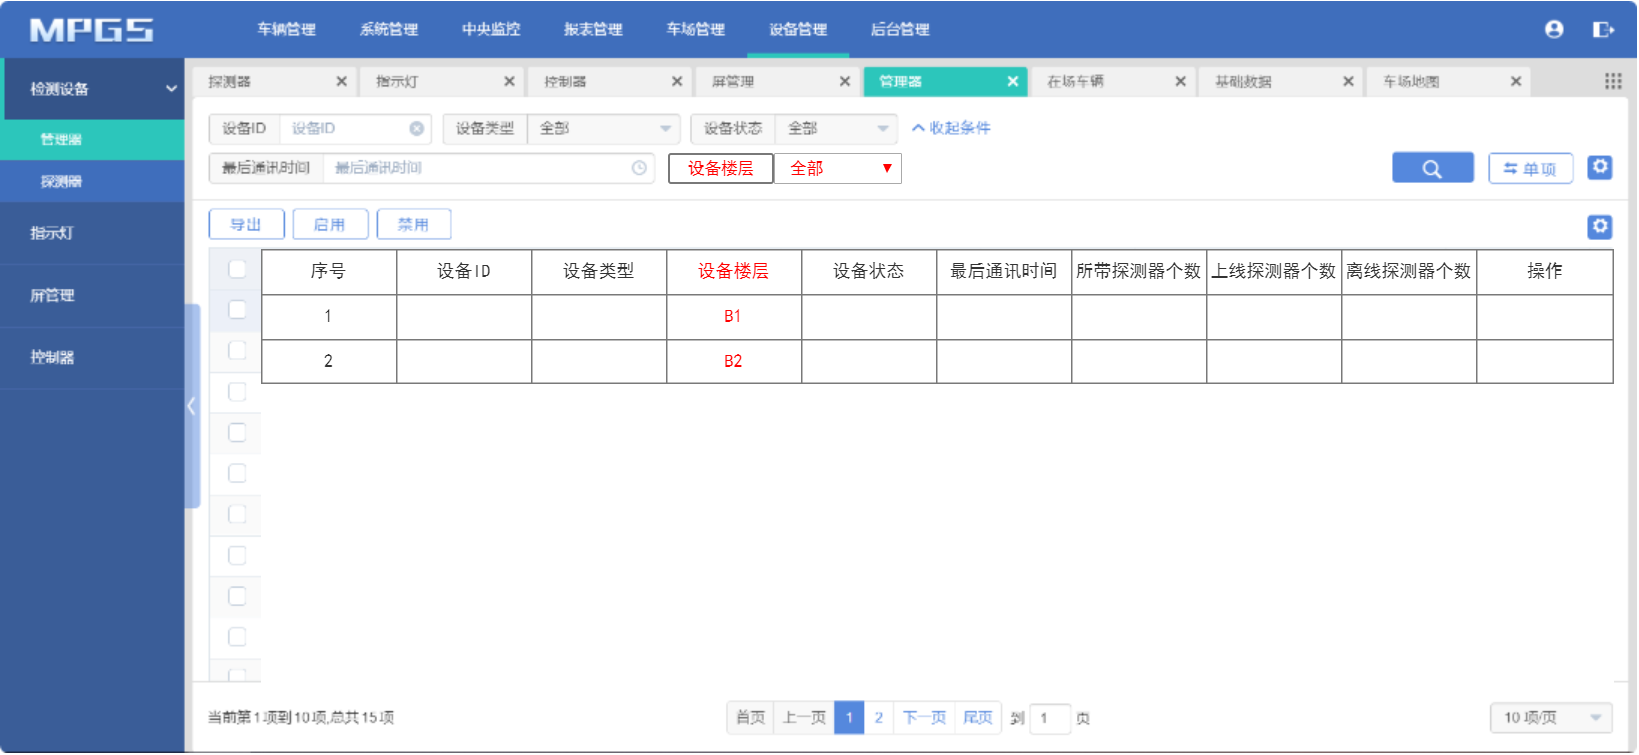 MPGS 车辆管理 系统管理 中央监控 报表管理 车场管理 设备管理 后台管理
检测设备
管理器
探测器
指示灯
屏管理
控制器
探测器 指示灯 控制器 屏管理 管理器 在场车辆 基础数据 车场地图
设备ID 设备ID 设备类型 全部 设备状态 全部 收起条件
最后通讯时间 最后通讯时间 设备楼层 全部 单项
导出 启用 禁用
序号 设备ID 设备类型 设备楼层 设备状态 最后通讯时间 所带探测器个数 上线探测器个数 离线探测器个数 操作
1 B1
2 B2
当前第1项到10项,总共15项 首页 上一页 1 2 下一页 尾页 到 1 页 10 项/页